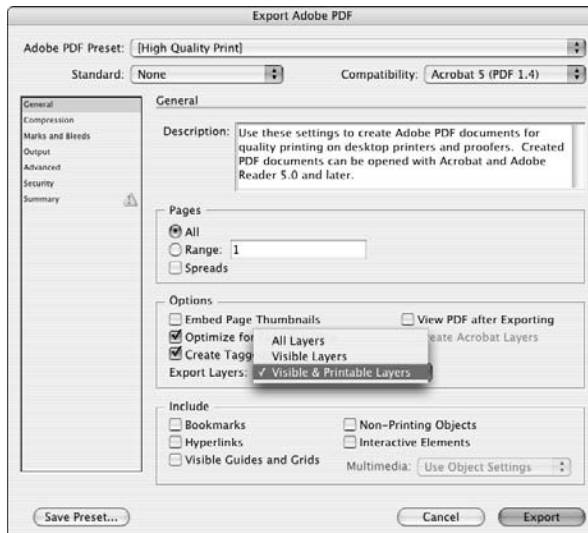 Export Adobe PDF
Adobe PDF Preset: [High Quality Print]
Standard: None Compatibility: Acrobat 5 (PDF 1.4)
General
Compression
Marks and Bleeds
Output
Advanced
Security
Summary
General
Description: Use these settings to create Adobe PDF documents for
quality printing on desktop printers and proofers. Created
PDF documents can be opened with Acrobat and Adobe
Reader 5.0 and later.
Pages
All
Range: 1
Spreads
Options
Embed Page Thumbnails View PDF after Exporting
Optimize for Acrobat Layers
Create
Export Layers:
All Layers
Visible Layers
✓ Visible & Printable Layers
Include
Bookmarks Non-Printing Objects
Hyperlinks Interactive Elements
Visible Guides and Grids Multimedia: Use Object Settings
Save Preset... Cancel Export